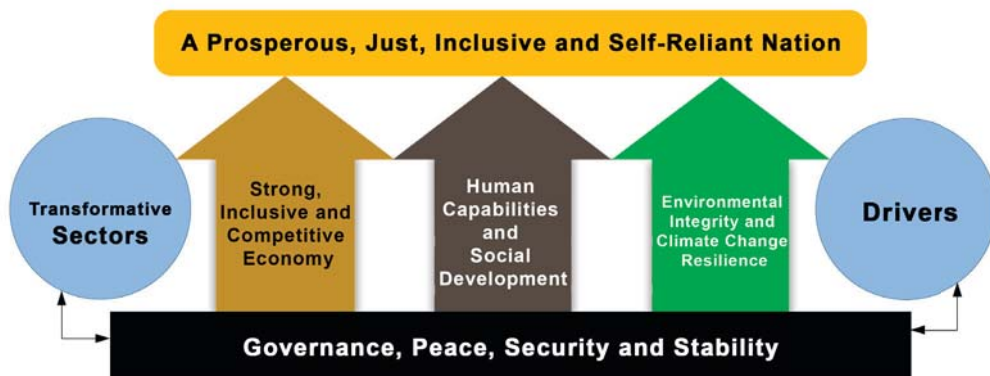 A Prosperous, Just, Inclusive and Self-Reliant Nation
Transformative
Sectors
Strong,
Inclusive and
Competitive
Economy
Human
Capabilities
and
Social
Development
Environmental
Integrity and
Climate Change
Resilience
Drivers
Governance, Peace, Security and Stability